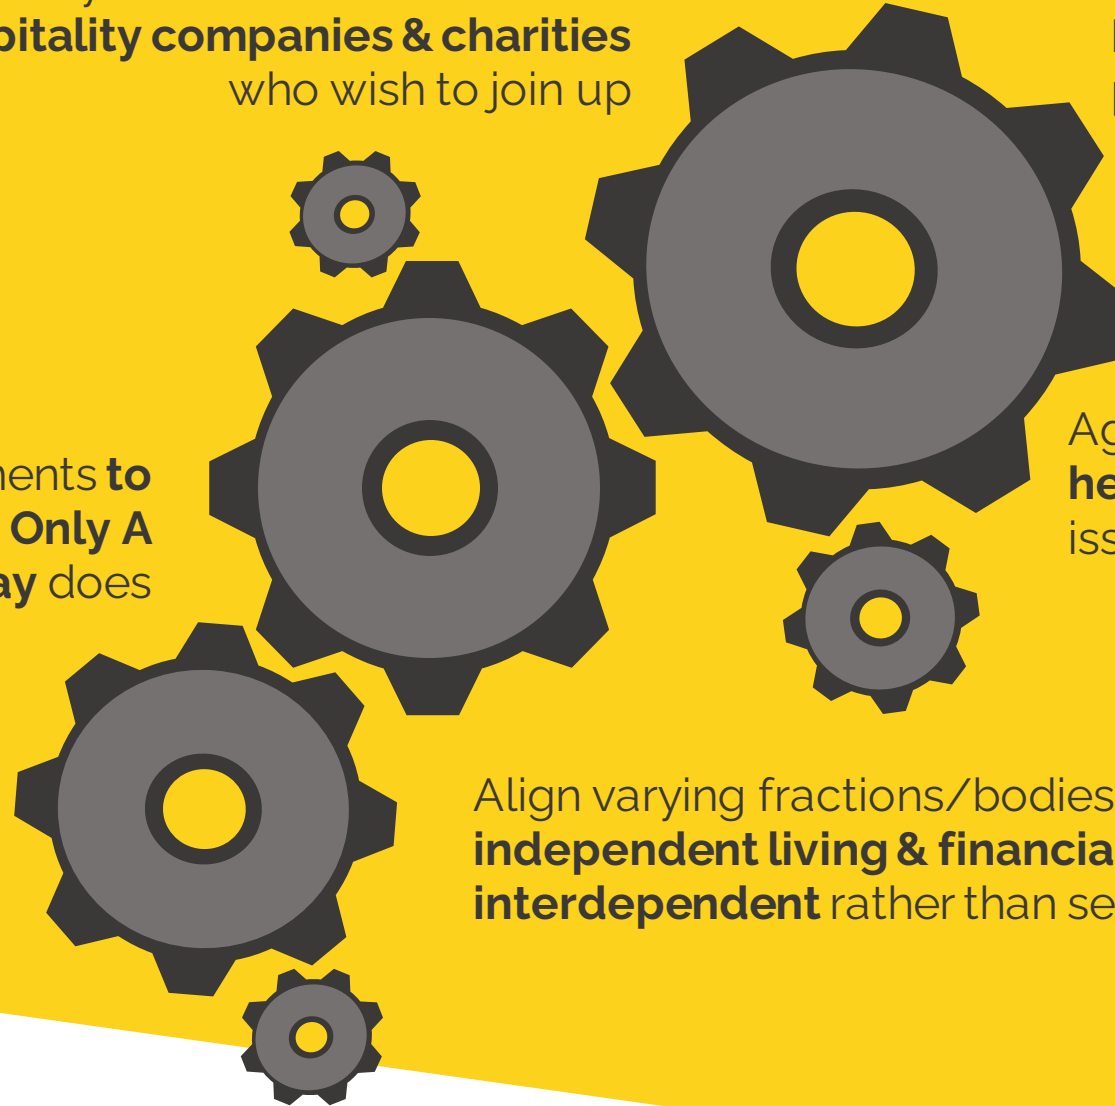 pitality companies & charities
who wish to join up
Ag
he
iss
ments to
Only A
ay does
Align varying fractions/bodies
independent living & financia
interdependent rather than se